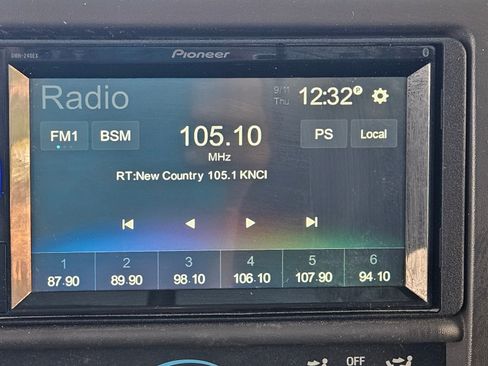 DMH-240EX Pioneer
Radio 9/11 Thu 12:32 P
FM1 BSM 105.10 PS Local
MHz
RT:New Country 105.1 KNCI
1 2 3 4 5 6
87.90 89.90 98.10 106.10 107.90 94.10
OFF